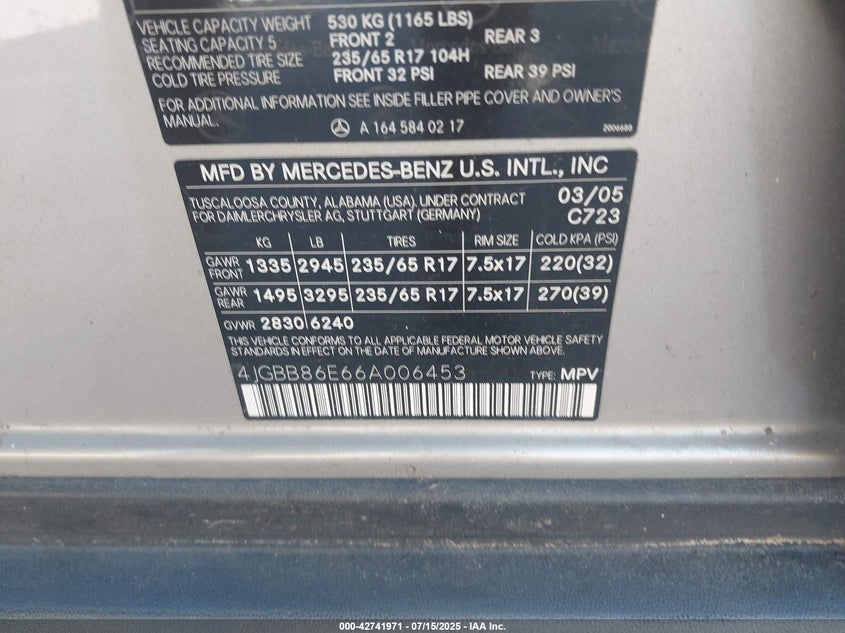 VEHICLE CAPACITY WEIGHT 530 KG (1165 LBS)
SEATING CAPACITY 5 FRONT 2 REAR 3
RECOMMENDED TIRE SIZE 235/65 R17 104H
COLD TIRE PRESSURE FRONT 32 PSI REAR 39 PSI
FOR ADDITIONAL INFORMATION SEE INSIDE FILLER PIPE COVER AND OWNER'S
MANUAL.
A 164 584 02 17 2006688
MFD BY MERCEDES-BENZ U.S. INTL., INC
TUSCALOOSA COUNTY, ALABAMA (USA). UNDER CONTRACT 03/05
FOR DAIMLERCHRYSLER AG, STUTTGART (GERMANY) C723
KG LB TIRES RIM SIZE COLD KPA (PSI)
GAWR FRONT 1335 2945 235/65 R17 7.5x17 220(32)
GAWR REAR 1495 3295 235/65 R17 7.5x17 270(39)
GVWR 2830 6240
THIS VEHICLE CONFORMS TO ALL APPLICABLE FEDERAL MOTOR VEHICLE SAFETY
STANDARDS IN EFFECT ON THE DATE OF MANUFACTURE SHOWN ABOVE.
4JGBB86E66A006453 TYPE: MPV
000-42741971 - 07/15/2025 - IAA Inc.